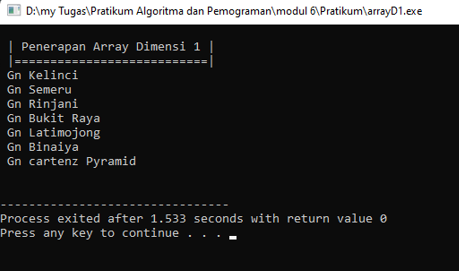 D:\my Tugas\Pratikum Algoritma dan Pemograman\modul 6\Pratikum\arrayD1.exe
| Penerapan Array Dimensi 1 |
|===========================|
Gn Kelinci
Gn Semeru
Gn Rinjani
Gn Bukit Raya
Gn Latimojong
Gn Binaiya
Gn cartenz Pyramid
--------------------------------
Process exited after 1.533 seconds with return value 0
Press any key to continue . . .